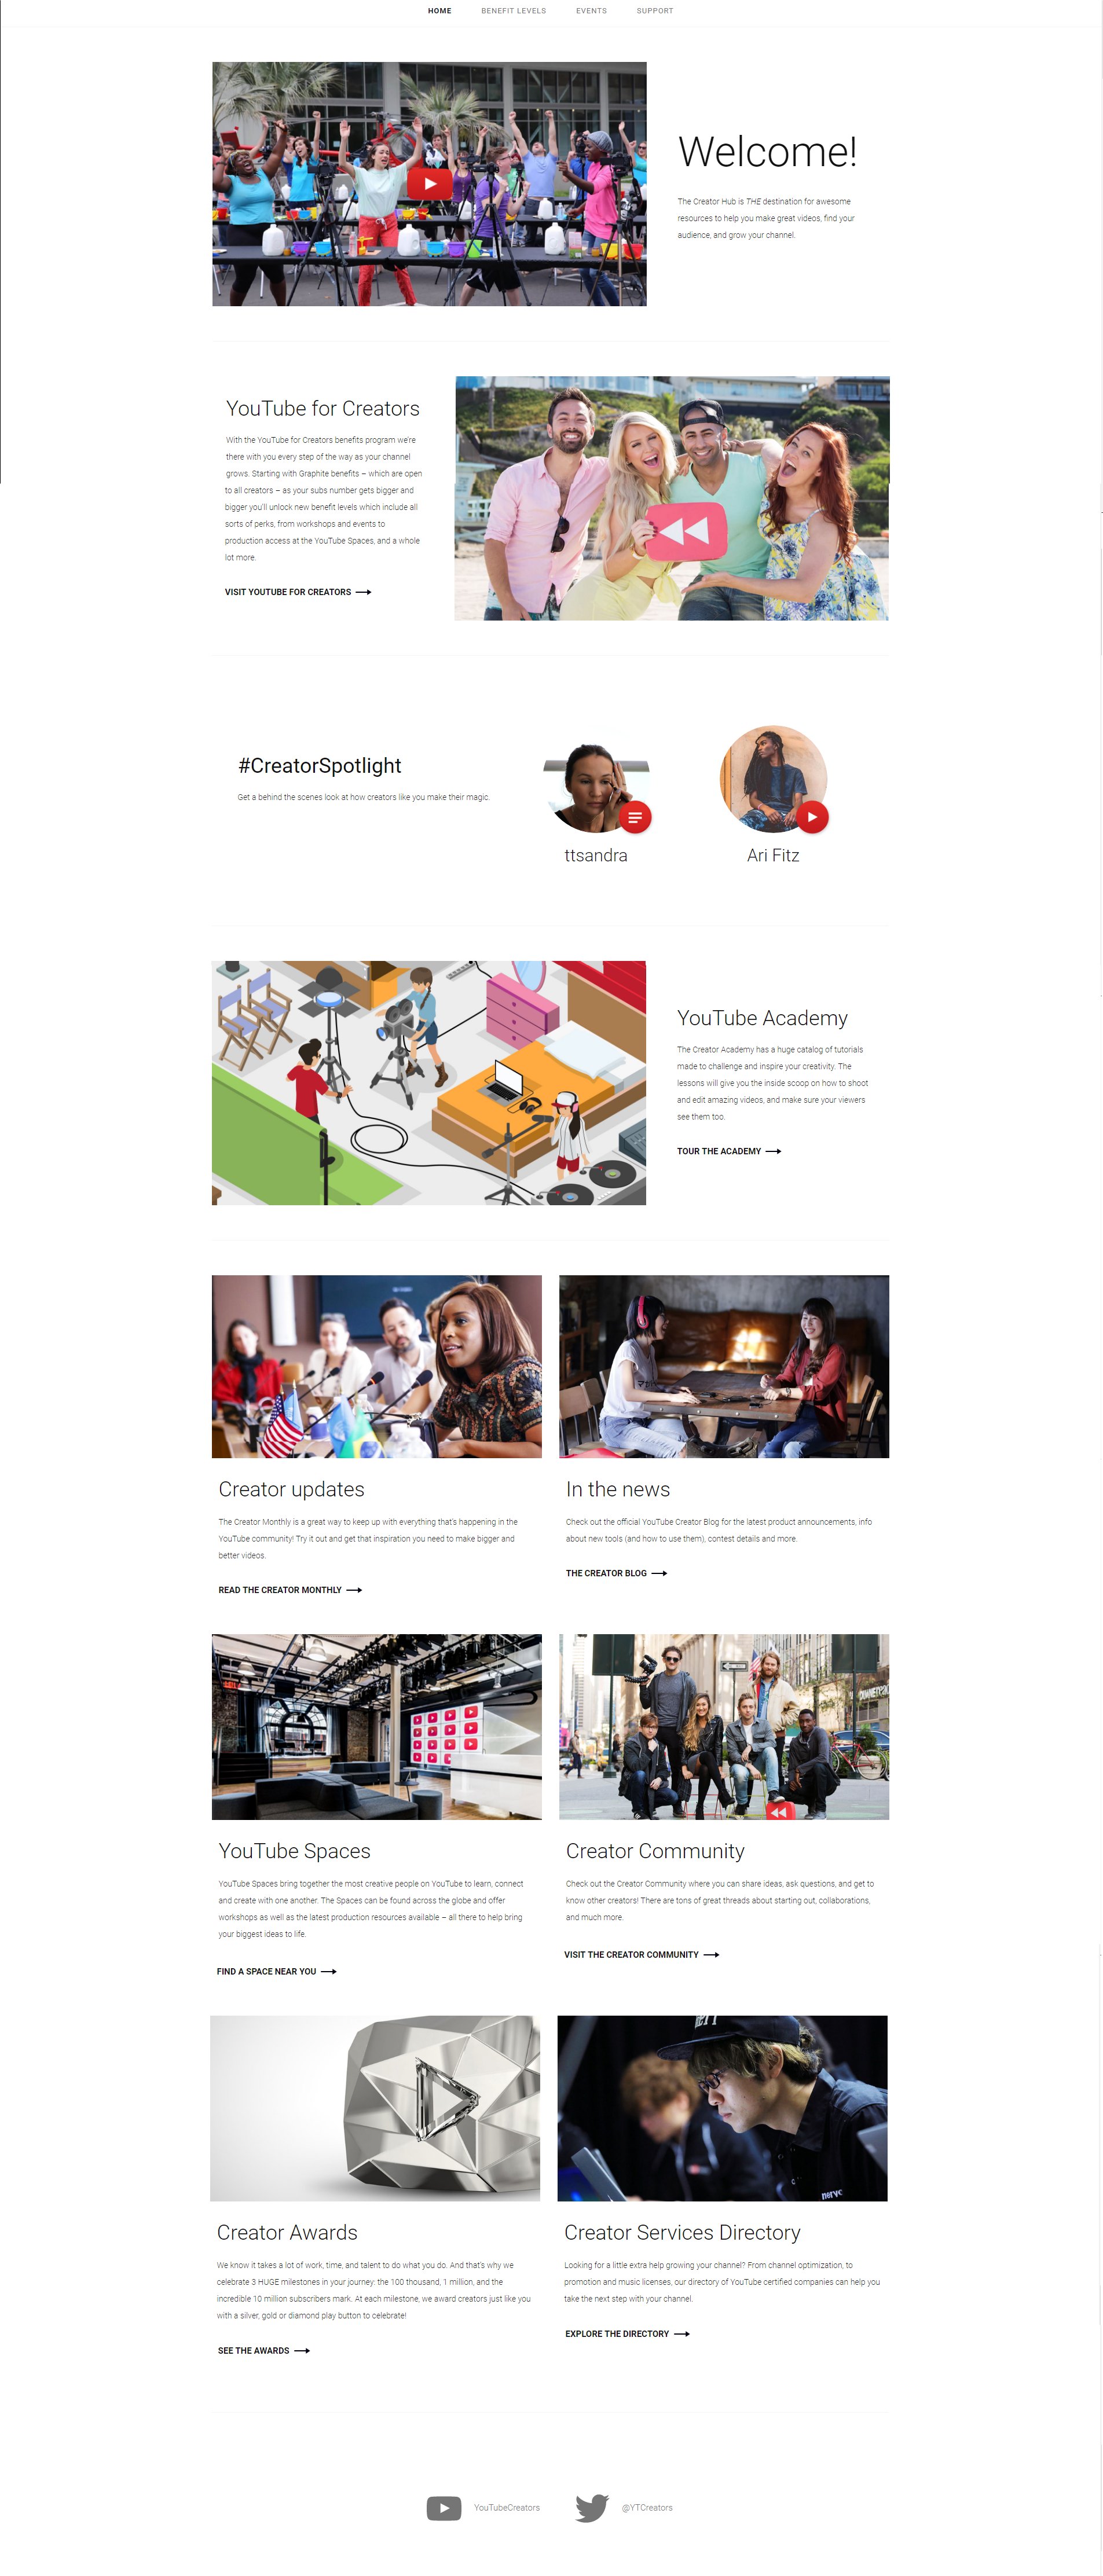 HOME BENEFIT LEVELS EVENTS SUPPORT
Welcome!
The Creator Hub is THE destination for awesome
resources to help you make great videos, find your
audience, and grow your channel.
YouTube for Creators
With the YouTube for Creators benefits program we're
there with you every step of the way as your channel
grows. Starting with Graphite benefits – which are open
to all creators – as your subs number gets bigger and
bigger you'll unlock new benefit levels which include all
sorts of perks, from workshops and events to
production access at the YouTube Spaces, and a whole
lot more.
VISIT YOUTUBE FOR CREATORS
#CreatorSpotlight
Get a behind the scenes look at how creators like you make their magic.
ttsandra
Ari Fitz
YouTube Academy
The Creator Academy has a huge catalog of tutorials
made to challenge and inspire your creativity. The
lessons will give you the inside scoop on how to shoot
and edit amazing videos, and make sure your viewers
see them too.
TOUR THE ACADEMY
Creator updates
The Creator Monthly is a great way to keep up with everything that's happening in the
YouTube community! Try it out and get that inspiration you need to make bigger and
better videos.
READ THE CREATOR MONTHLY
In the news
Check out the official YouTube Creator Blog for the latest product announcements, info
about new tools (and how to use them), contest details and more.
THE CREATOR BLOG
YouTube Spaces
YouTube Spaces bring together the most creative people on YouTube to learn, connect
and create with one another. The Spaces can be found across the globe and offer
workshops as well as the latest production resources available – all there to help bring
your biggest ideas to life.
FIND A SPACE NEAR YOU
Creator Community
Check out the Creator Community where you can share ideas, ask questions, and get to
know other creators! There are tons of great threads about starting out, collaborations,
and much more.
VISIT THE CREATOR COMMUNITY
nerve
Creator Awards
We know it takes a lot of work, time, and talent to do what you do. And that's why we
celebrate 3 HUGE milestones in your journey: the 100 thousand, 1 million, and the
incredible 10 million subscribers mark. At each milestone, we award creators just like you
with a silver, gold or diamond play button to celebrate!
SEE THE AWARDS
Creator Services Directory
Looking for a little extra help growing your channel? From channel optimization, to
promotion and music licenses, our directory of YouTube certified companies can help you
take the next step with your channel.
EXPLORE THE DIRECTORY
YouTubeCreators
@YTCreators